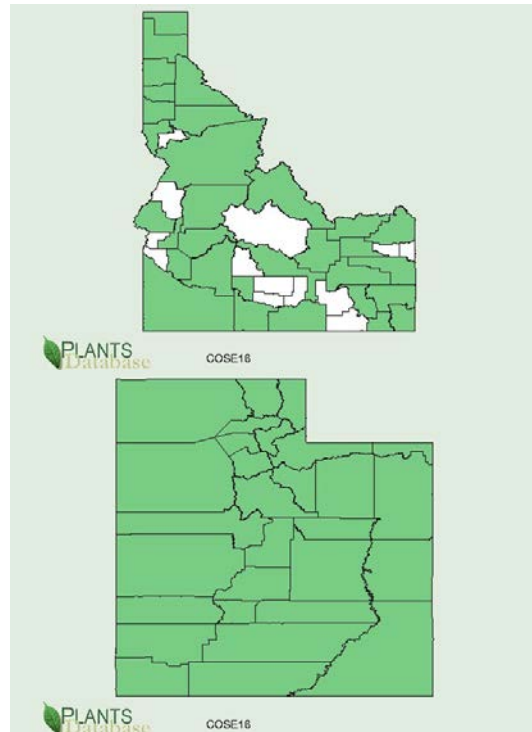 PLANTS
Database
COSE16
PLANTS
Database
COSE16